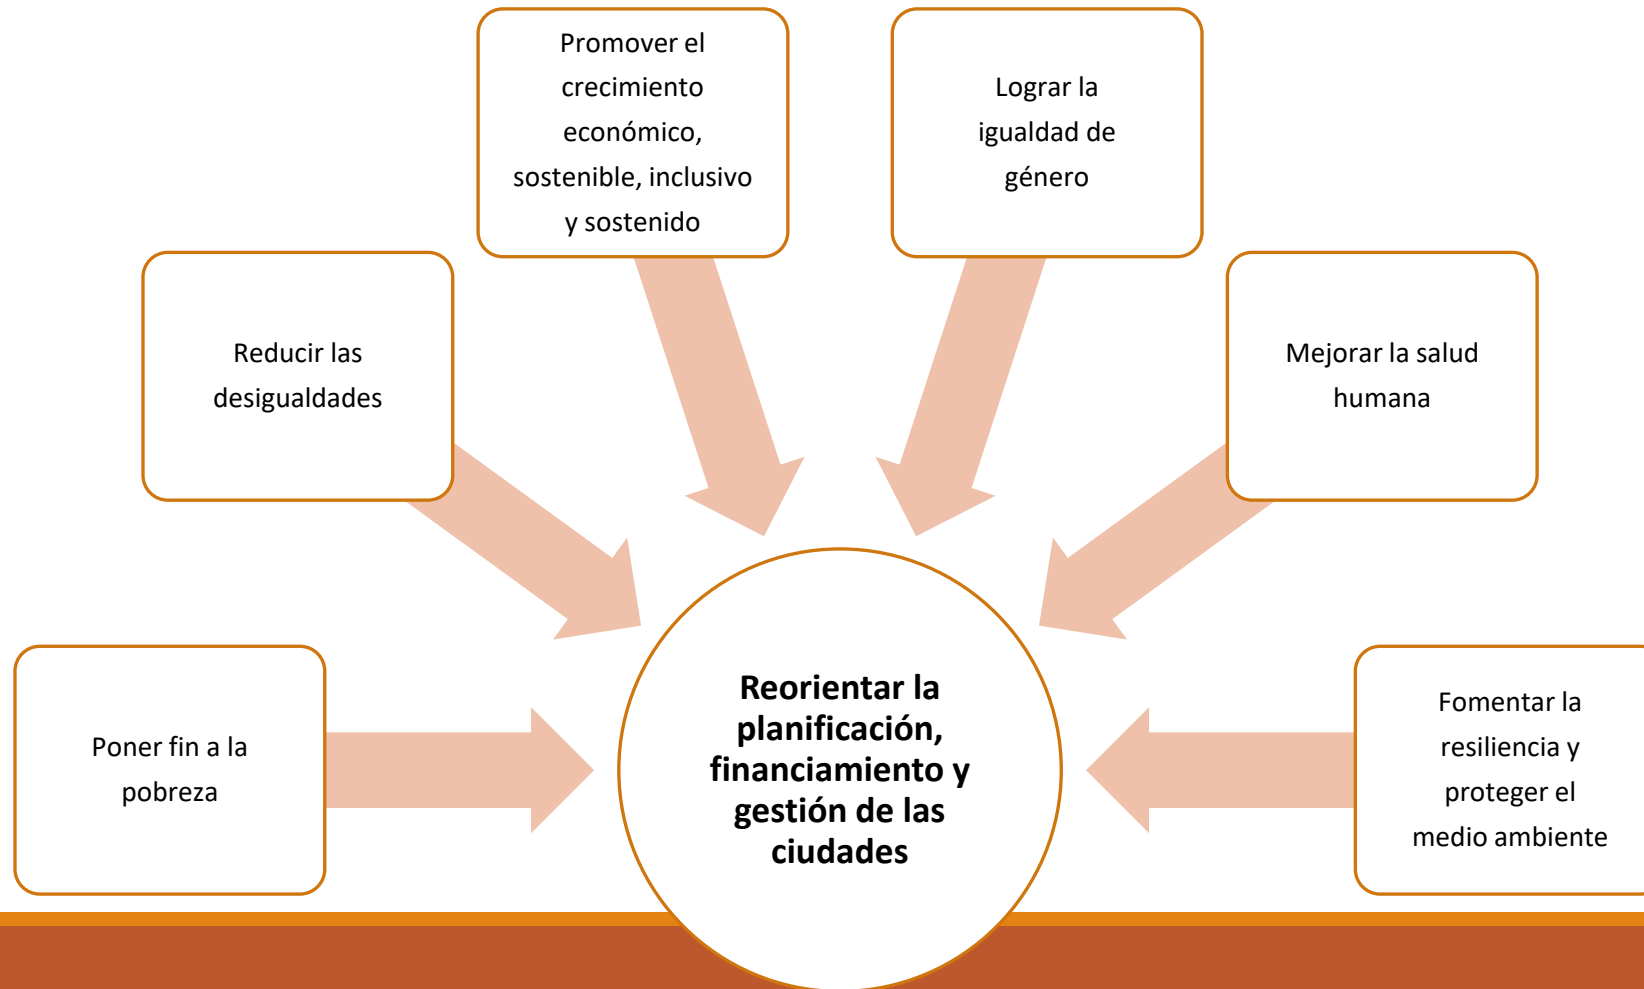 Promover el
crecimiento
económico,
sostenible, inclusivo
y sostenido
Lograr la
igualdad de
género
Reducir las
desigualdades
Mejorar la salud
humana
Poner fin a la
pobreza
Reorientar la
planificación,
financiamiento y
gestión de las
ciudades
Fomentar la
resiliencia y
proteger el
medio ambiente